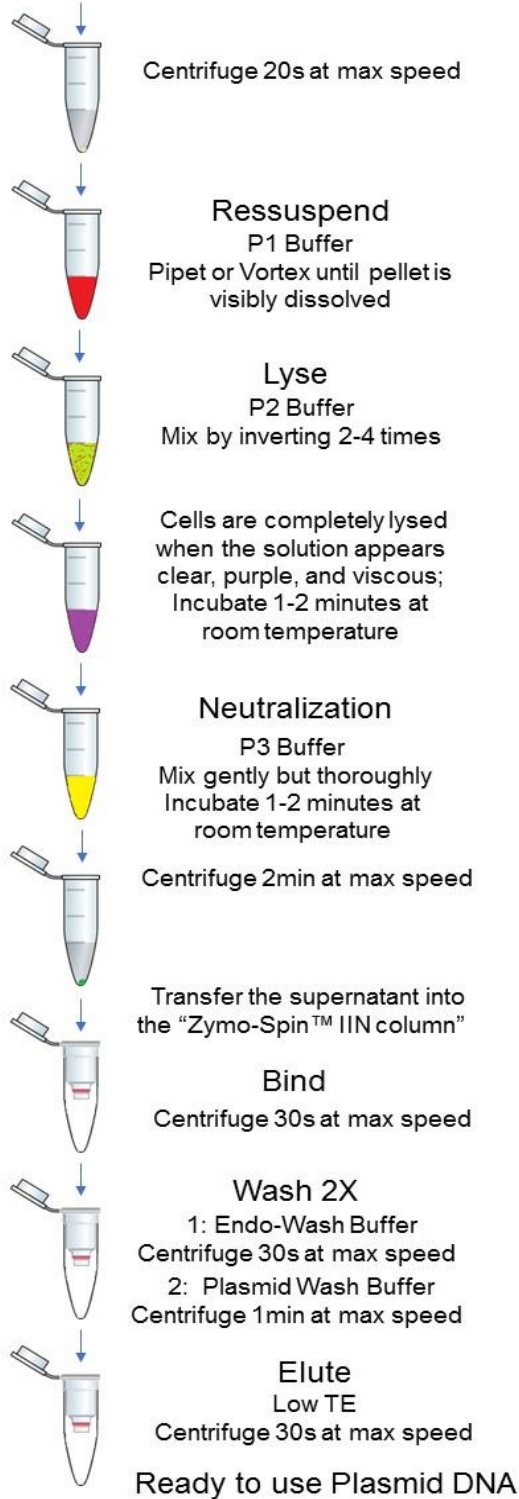 Centrifuge 20s at max speed
Ressuspend
P1 Buffer
Pipet or Vortex until pellet is
visibly dissolved
Lyse
P2 Buffer
Mix by inverting 2-4 times
Cells are completely lysed
when the solution appears
clear, purple, and viscous;
Incubate 1-2 minutes at
room temperature
Neutralization
P3 Buffer
Mix gently but thoroughly
Incubate 1-2 minutes at
room temperature
Centrifuge 2min at max speed
Transfer the supernatant into
the “Zymo-Spin™ IIN column”
Bind
Centrifuge 30s at max speed
Wash 2X
1: Endo-Wash Buffer
Centrifuge 30s at max speed
2: Plasmid Wash Buffer
Centrifuge 1min at max speed
Elute
Low TE
Centrifuge 30s at max speed
Ready to use Plasmid DNA